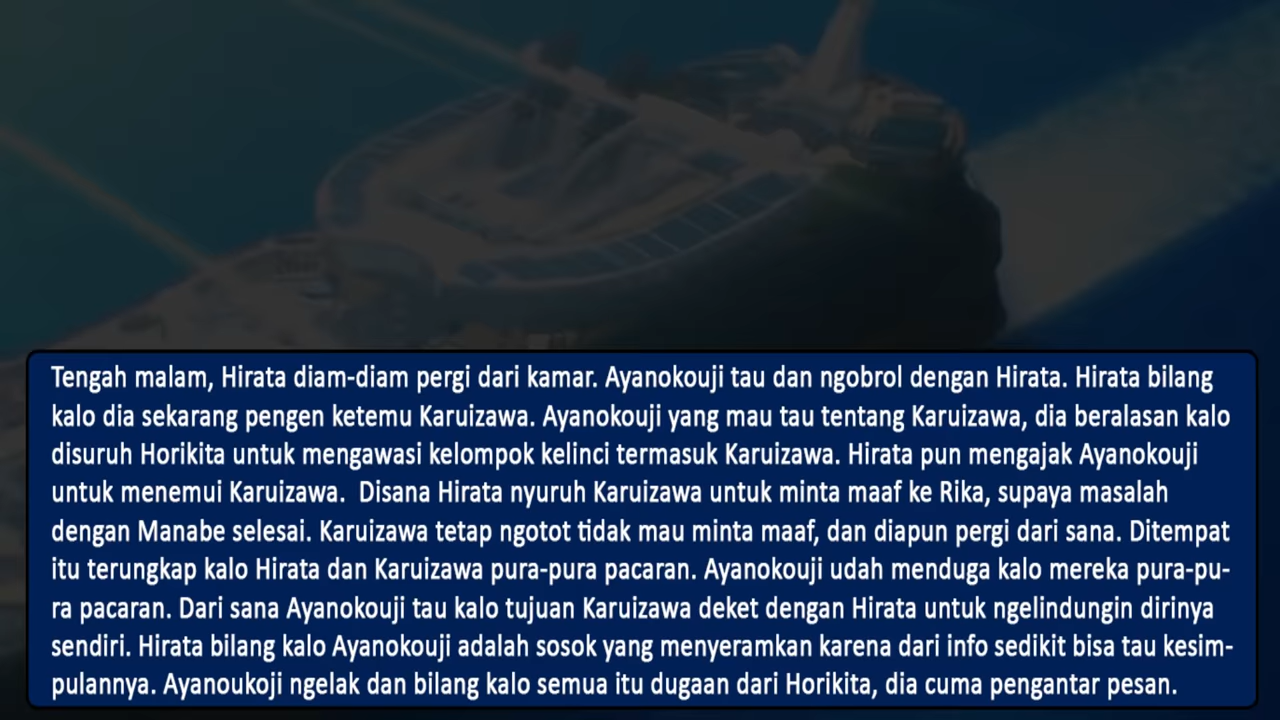 Tengah malam, Hirata diam-diam pergi dari kamar. Ayanokouji tau dan ngobrol dengan Hirata. Hirata bilang
kalo dia sekarang pengen ketemu Karuizawa. Ayanokouji yang mau tau tentang Karuizawa, dia beralasan kalo
disuruh Horikita untuk mengawasi kelompok kelinci termasuk Karuizawa. Hirata pun mengajak Ayanokouji
untuk menemui Karuizawa.  Disana Hirata nyuruh Karuizawa untuk minta maaf ke Rika, supaya masalah
dengan Manabe selesai. Karuizawa tetap ngotot tidak mau minta maaf, dan diapun pergi dari sana. Ditempat
itu terungkap kalo Hirata dan Karuizawa pura-pura pacaran. Ayanokouji udah menduga kalo mereka pura-pu-
ra pacaran. Dari sana Ayanokouji tau kalo tujuan Karuizawa deket dengan Hirata untuk ngelindungin dirinya
sendiri. Hirata bilang kalo Ayanokouji adalah sosok yang menyeramkan karena dari info sedikit bisa tau kesim-
pulannya. Ayanoukoji ngelak dan bilang kalo semua itu dugaan dari Horikita, dia cuma pengantar pesan.